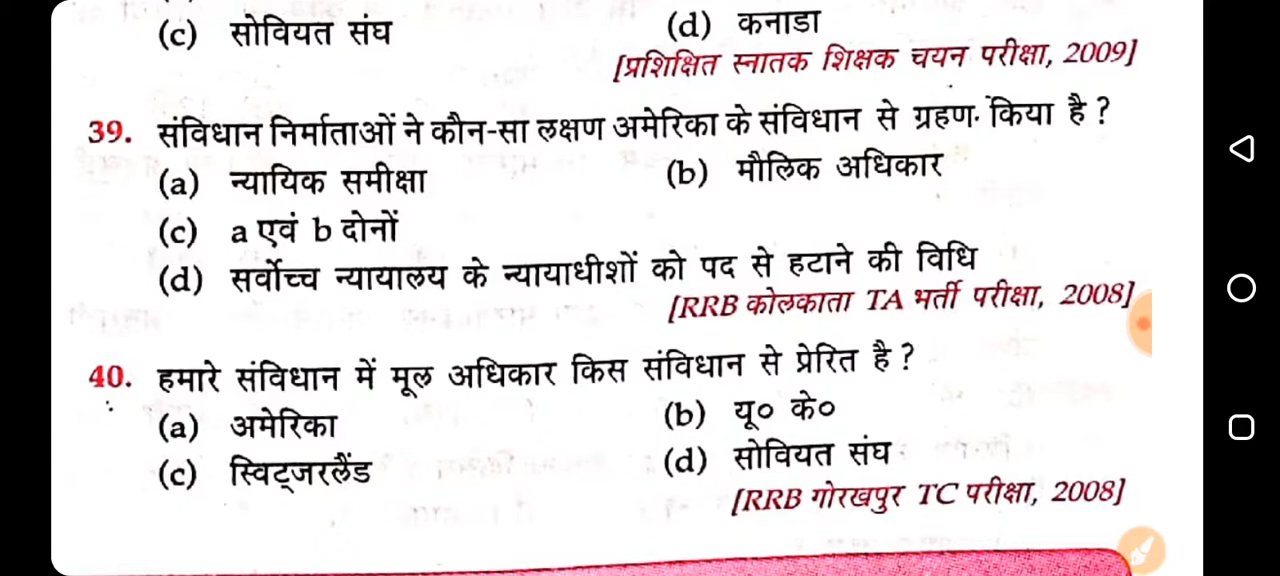 (c) सोवियत संघ (d) कनाडा
[प्रशिक्षित स्नातक शिक्षक चयन परीक्षा, 2009]
39. संविधान निर्माताओं ने कौन-सा लक्षण अमेरिका के संविधान से ग्रहण किया है ?
(a) न्यायिक समीक्षा (b) मौलिक अधिकार
(c) a एवं b दोनों
(d) सर्वोच्च न्यायालय के न्यायाधीशों को पद से हटाने की विधि
[RRB कोलकाता TA भर्ती परीक्षा, 2008]
40. हमारे संविधान में मूल अधिकार किस संविधान से प्रेरित है ?
(a) अमेरिका (b) यू० के०
(c) स्विट्जरलैंड (d) सोवियत संघ
[RRB गोरखपुर TC परीक्षा, 2008]